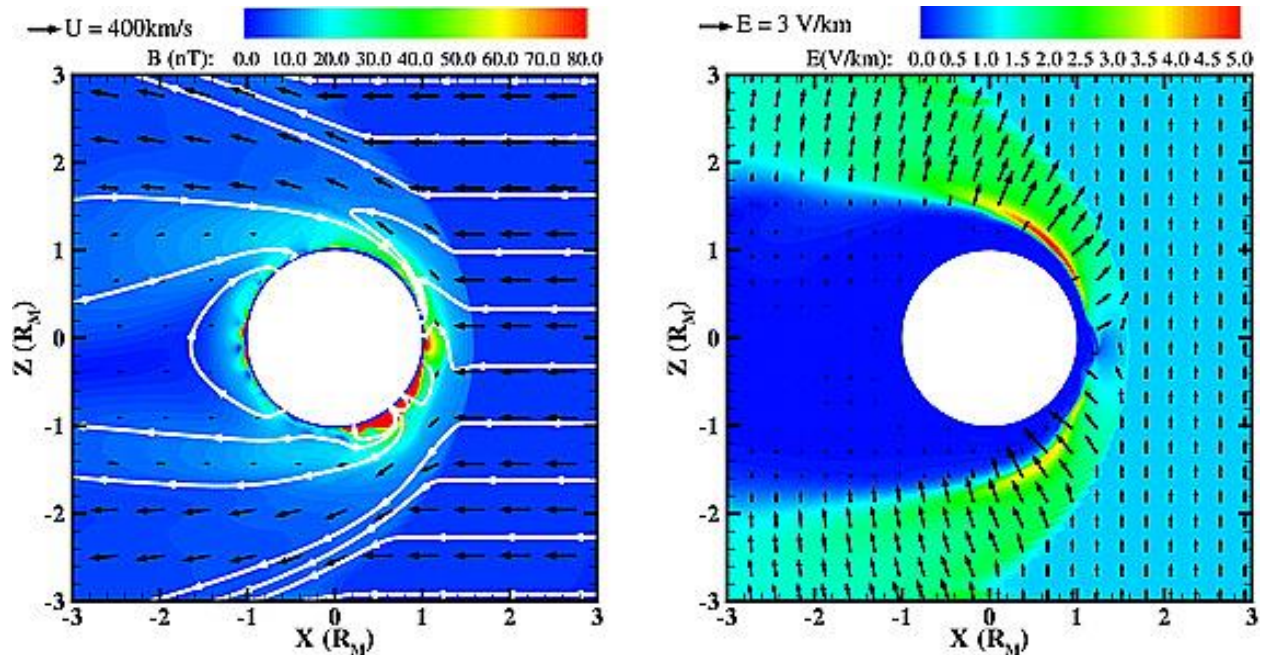 U = 400km/s
B (nT): 0.0 10.0 20.0 30.0 40.0 50.0 60.0 70.0 80.0
3
2
1
0
-1
-2
-3
Z (R_M)
-3 -2 -1 0 1 2 3
X (R_M)
E = 3 V/km
E(V/km): 0.0 0.5 1.0 1.5 2.0 2.5 3.0 3.5 4.0 4.5 5.0
3
2
1
0
-1
-2
-3
Z (R_M)
-3 -2 -1 0 1 2 3
X (R_M)